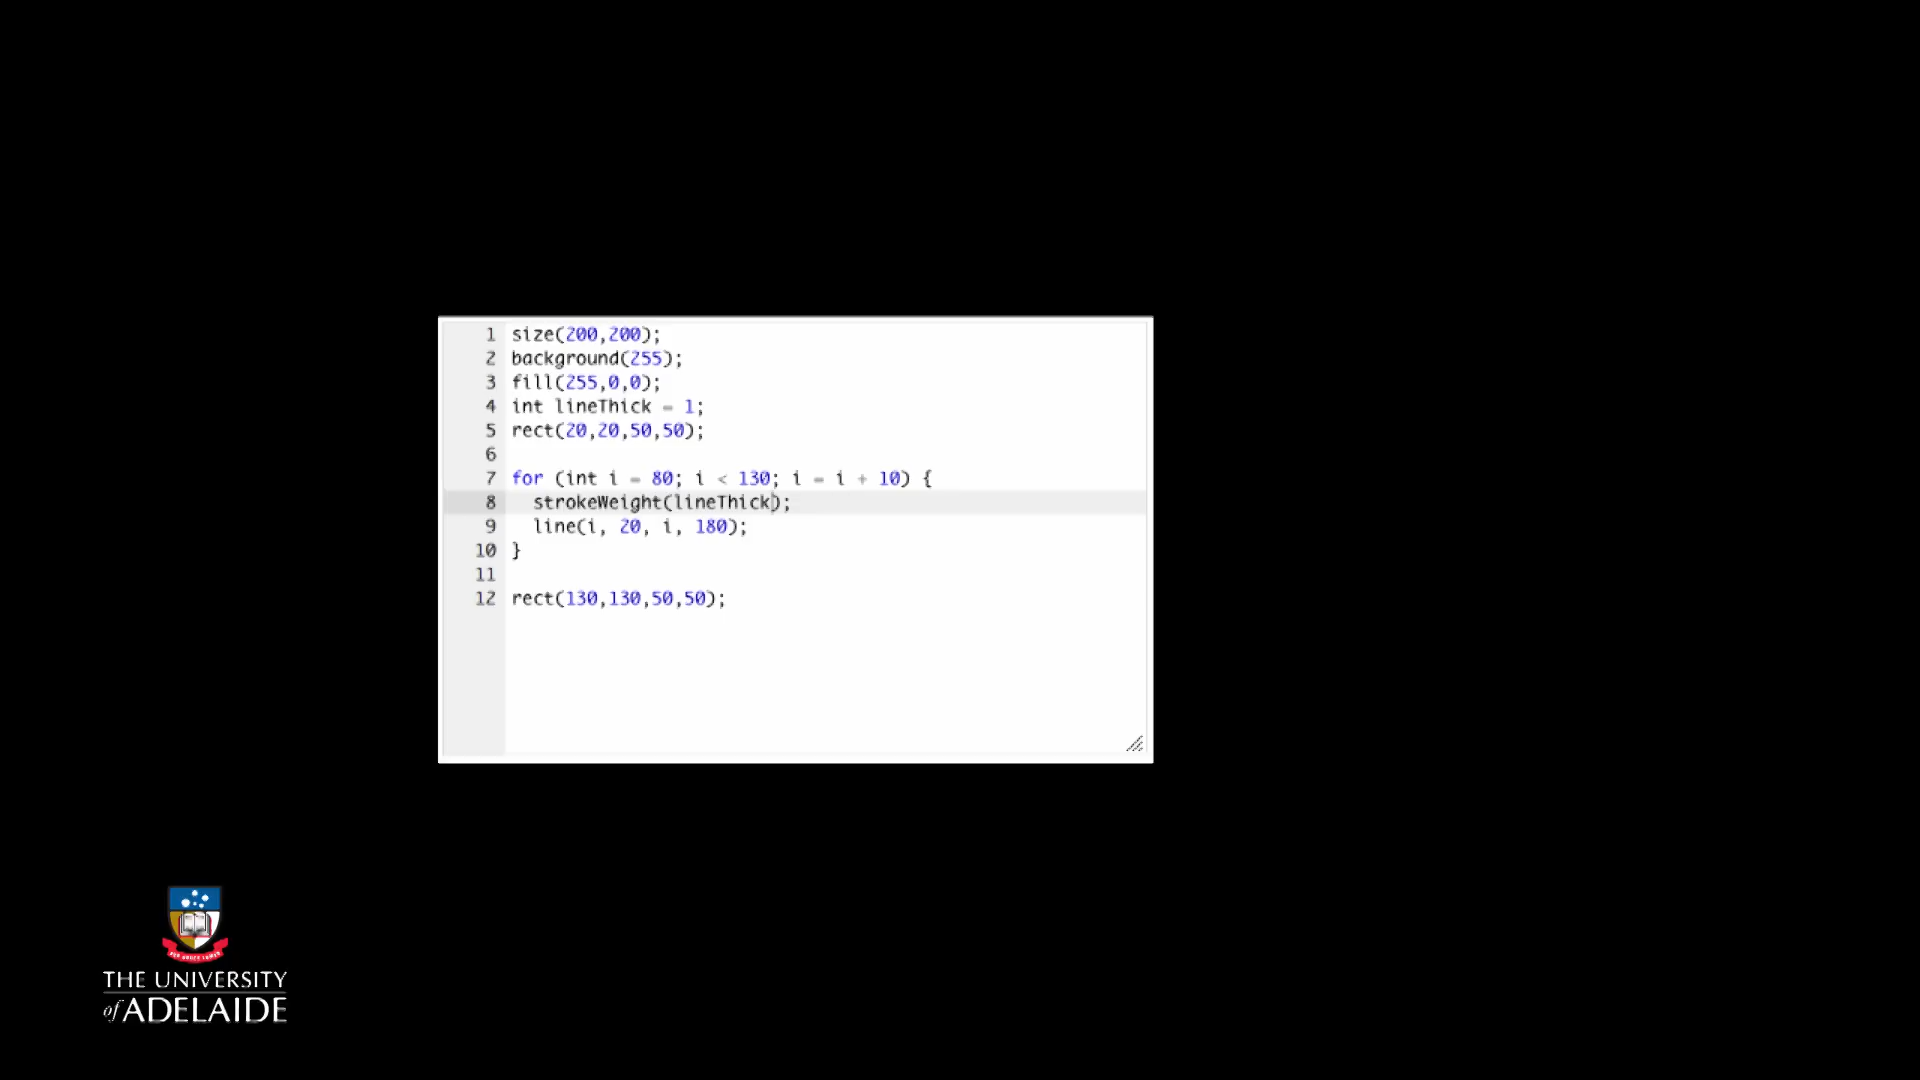 1 size(200,200);
2 background(255);
3 fill(255,0,0);
4 int lineThick = 1;
5 rect(20,20,50,50);
6
7 for (int i = 80; i < 130; i = i + 10) {
8   strokeWeight(lineThick);
9   line(i, 20, i, 180);
10 }
11
12 rect(130,130,50,50);
THE UNIVERSITY
of ADELAIDE